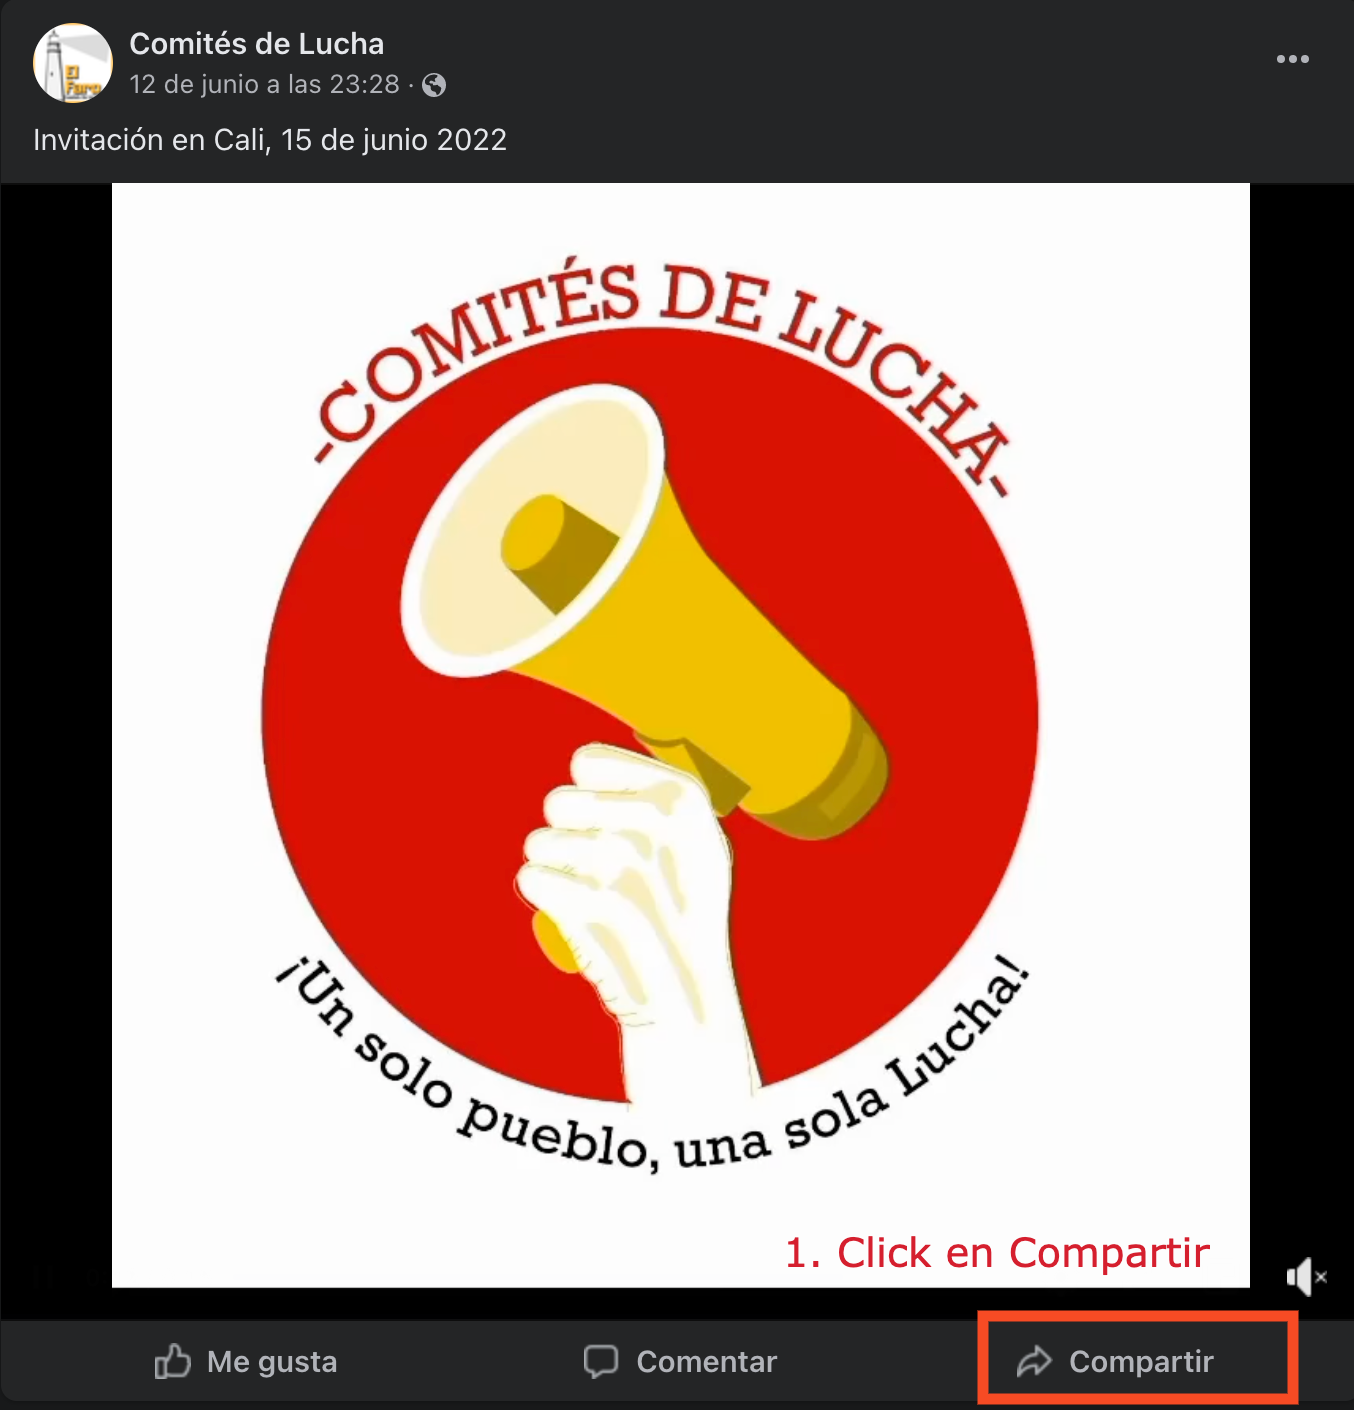 Comités de Lucha
12 de junio a las 23:28 ·
El
Faro
Invitación en Cali, 15 de junio 2022
-COMITÉS DE LUCHA-
¡Un solo pueblo, una sola Lucha!
1. Click en Compartir
Me gusta
Comentar
Compartir